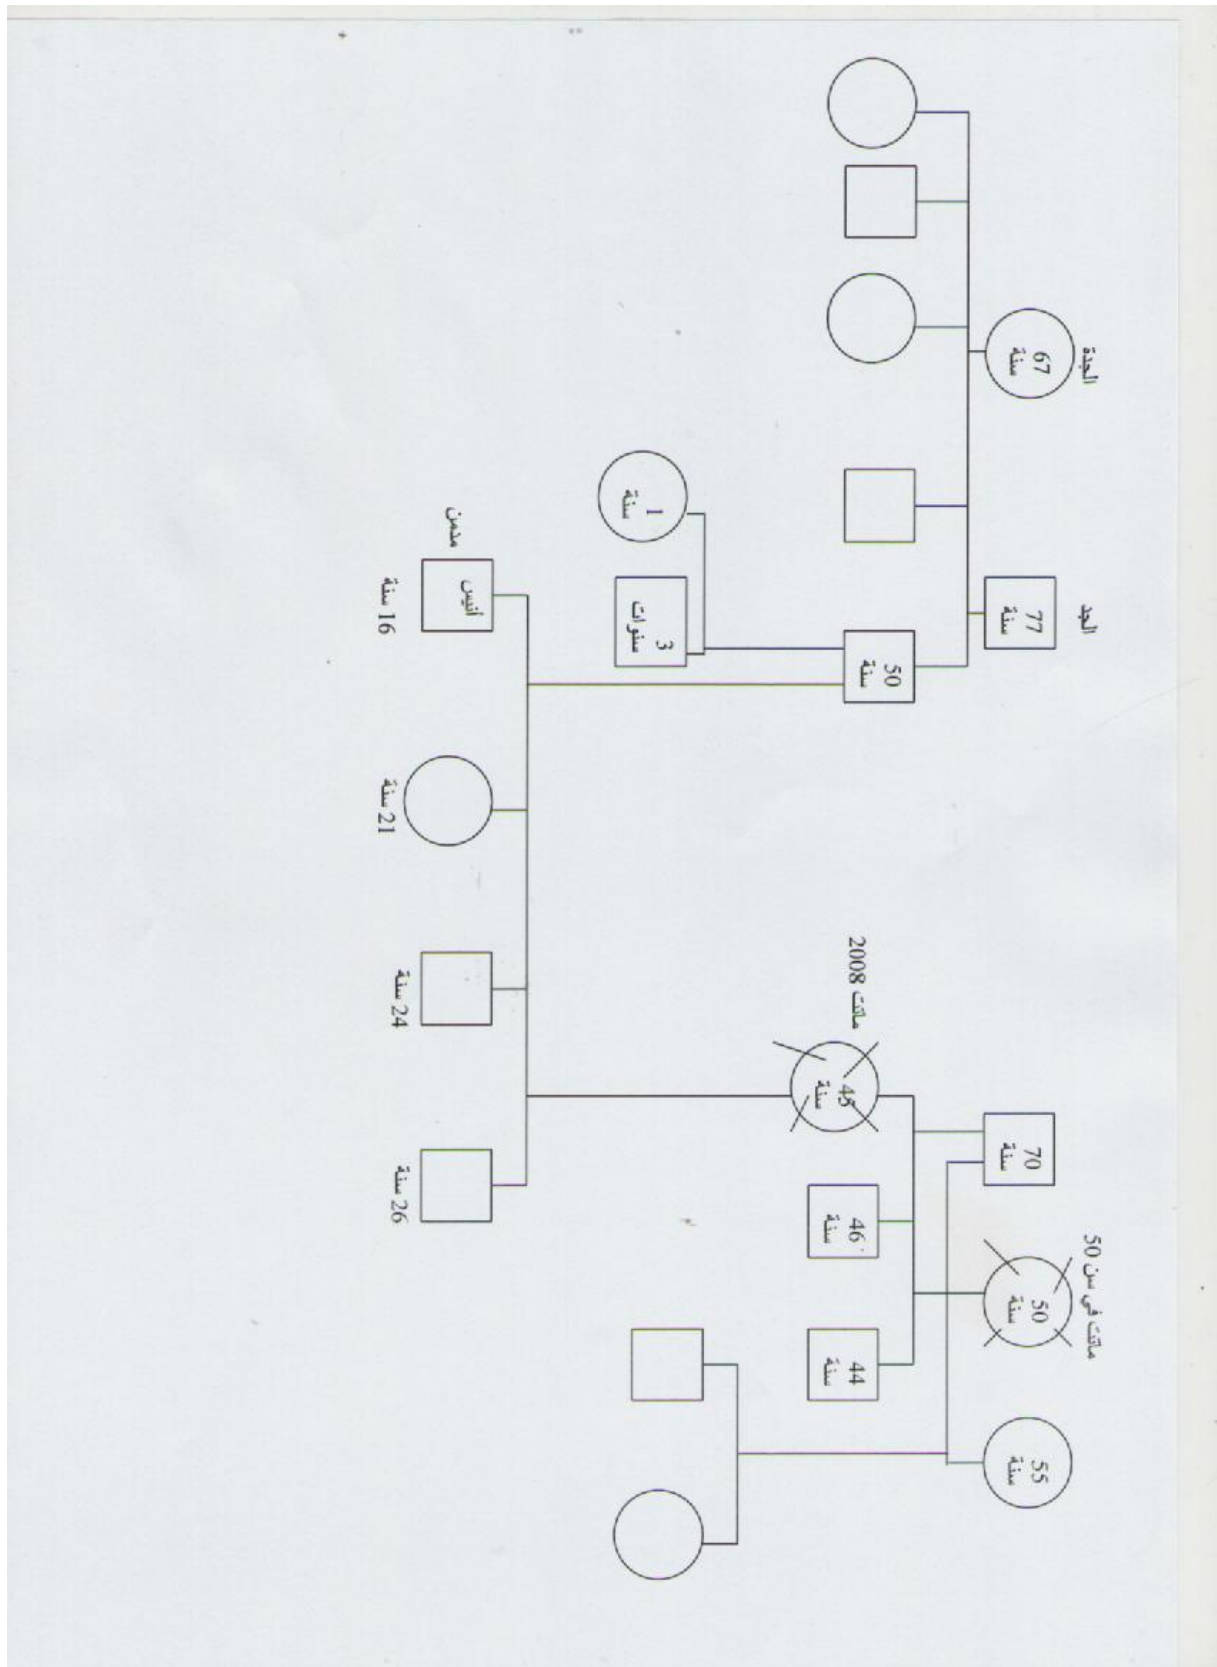 الجدة
67
سنة
الجد
77
سنة
70
سنة
ماتت في سن 50
50
سنة
55
سنة
50
سنة
ماتت 2008
45
سنة
46
سنة
44
سنة
1
سنة
3
سنوات
مدمن
أنيس
16 سنة
21 سنة
24 سنة
26 سنة